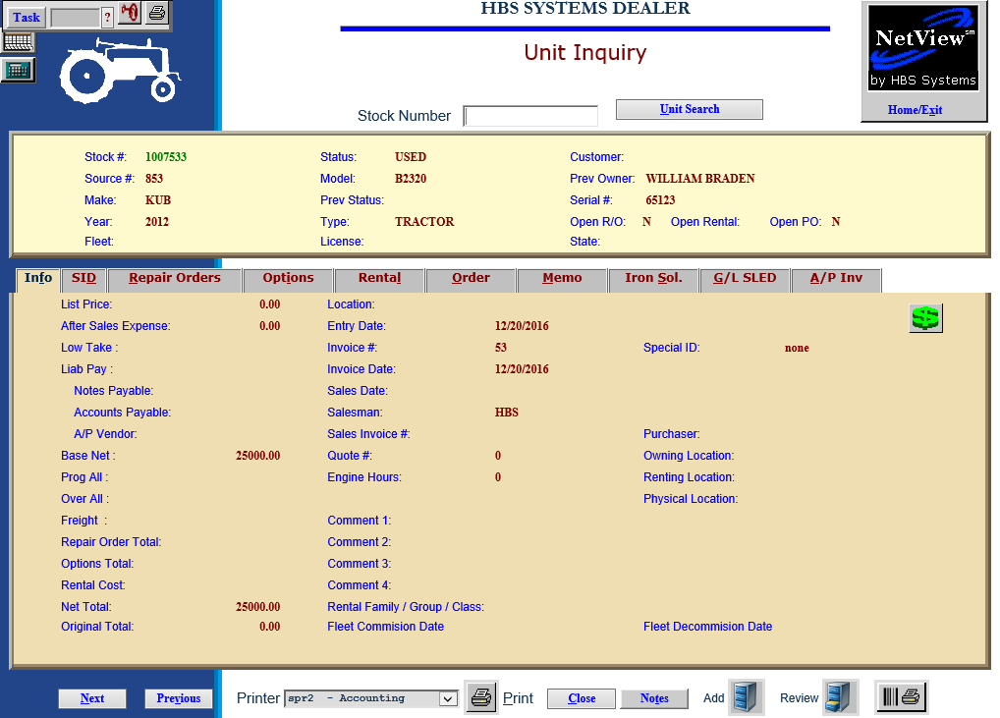 HBS SYSTEMS DEALER
Task ?
Unit Inquiry
NetView SM
by HBS Systems
Home/Exit
Stock Number Unit Search
Stock #: 1007533 Status: USED Customer:
Source #: 853 Model: B2320 Prev Owner: WILLIAM BRADEN
Make: KUB Prev Status: Serial #: 65123
Year: 2012 Type: TRACTOR Open R/O: N Open Rental: Open PO: N
Fleet: License: State:
Info SID Repair Orders Options Rental Order Memo Iron Sol. G/L SLED A/P Inv
List Price: 0.00 Location:
$
After Sales Expense: 0.00 Entry Date: 12/20/2016
Low Take : Invoice #: 53 Special ID: none
Liab Pay : Invoice Date: 12/20/2016
Notes Payable: Sales Date:
Accounts Payable: Salesman: HBS
A/P Vendor: Sales Invoice #: Purchaser:
Base Net : 25000.00 Quote #: 0 Owning Location:
Prog All : Engine Hours: 0 Renting Location:
Over All : Physical Location:
Freight : Comment 1:
Repair Order Total: Comment 2:
Options Total: Comment 3:
Rental Cost: Comment 4:
Net Total: 25000.00 Rental Family / Group / Class:
Original Total: 0.00 Fleet Commision Date Fleet Decommision Date
Next Previous Printer spr2 - Accounting Print Close Notes Add Review